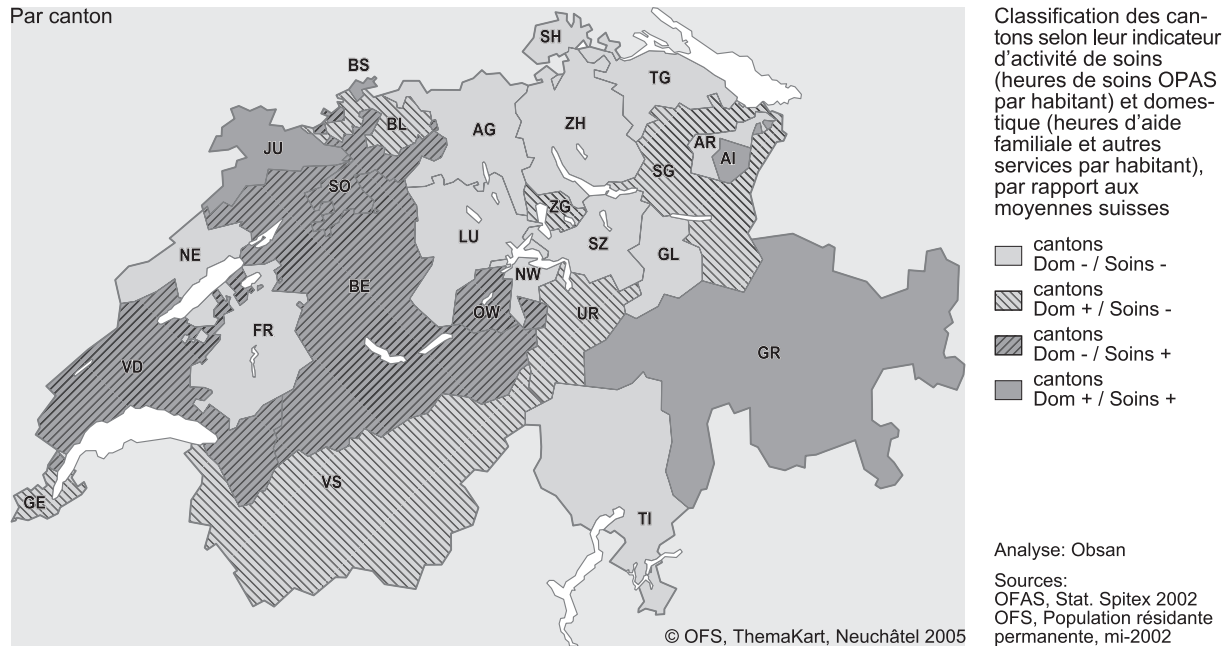 Par canton
SH
BS
TG
BL
AG
ZH
JU
AR
AI
SG
SO
ZG
LU
SZ
NE
GL
NW
BE
OW
UR
FR
GR
VD
VS
GE
TI
© OFS, ThemaKart, Neuchâtel 2005
Classification des can-
tons selon leur indicateur
d'activité de soins
(heures de soins OPAS
par habitant) et domes-
tique (heures d'aide
familiale et autres
services par habitant),
par rapport aux
moyennes suisses
cantons
Dom - / Soins -
cantons
Dom + / Soins -
cantons
Dom - / Soins +
cantons
Dom + / Soins +
Analyse: Obsan
Sources:
OFAS, Stat. Spitex 2002
OFS, Population résidante
permanente, mi-2002